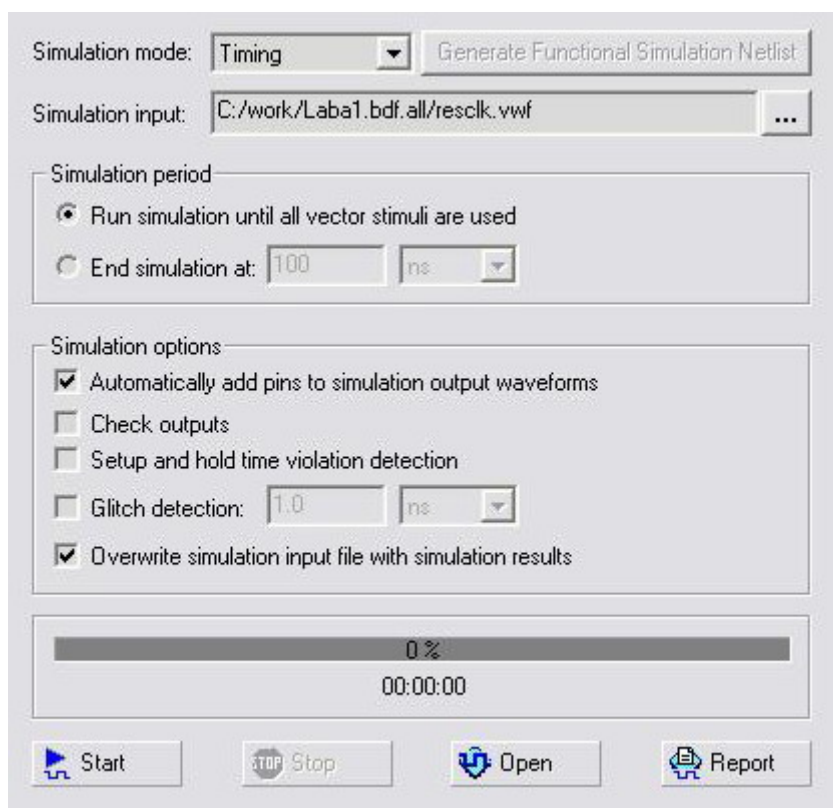 Simulation mode: Timing Generate Functional Simulation Netlist
Simulation input: C:/work/Laba1.bdf.all/resclk.vwf ...
Simulation period
Run simulation until all vector stimuli are used
End simulation at: 100 ns
Simulation options
Automatically add pins to simulation output waveforms
Check outputs
Setup and hold time violation detection
Glitch detection: 1.0 ns
Overwrite simulation input file with simulation results
0 %
00:00:00
Start STOP Stop Open Report